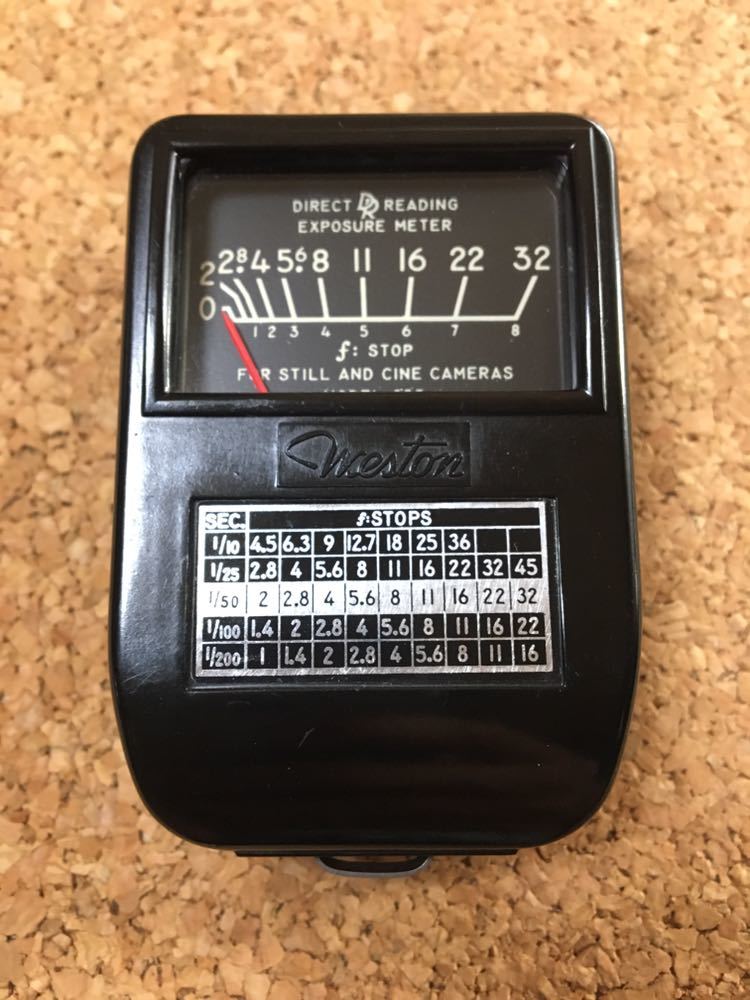 DIRECT DR READING
EXPOSURE METER
2 2.8 4 5.6 8 11 16 22 32
0
1 2 3 4 5 6 7 8
f: STOP
FOR STILL AND CINE CAMERAS
Weston
SEC. f:STOPS
1/10 4.5 6.3 9 12.7 18 25 36
1/25 2.8 4 5.6 8 11 16 22 32 45
1/50 2 2.8 4 5.6 8 11 16 22 32
1/100 1.4 2 2.8 4 5.6 8 11 16 22
1/200 1 1.4 2 2.8 4 5.6 8 11 16